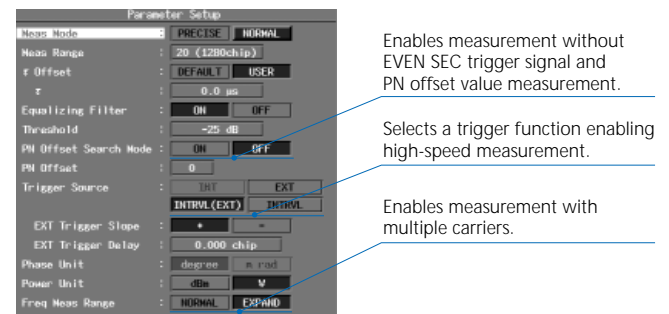 Parameter Setup
Meas Mode : PRECISE NORMAL
Meas Range : 20 (1280chip)
τ Offset : DEFAULT USER
τ : 0.0 µs
Equalizing Filter : ON OFF
Threshold : -25 dB
PN Offset Search Mode : ON OFF
PN Offset : 0
Trigger Source : INT EXT
INTRVL(EXT) INTRVL
EXT Trigger Slope : + -
EXT Trigger Delay : 0.000 chip
Phase Unit : degree m rad
Power Unit : dBm W
Freq Meas Range : NORMAL EXPAND
Enables measurement without
EVEN SEC trigger signal and
PN offset value measurement.
Selects a trigger function enabling
high-speed measurement.
Enables measurement with
multiple carriers.